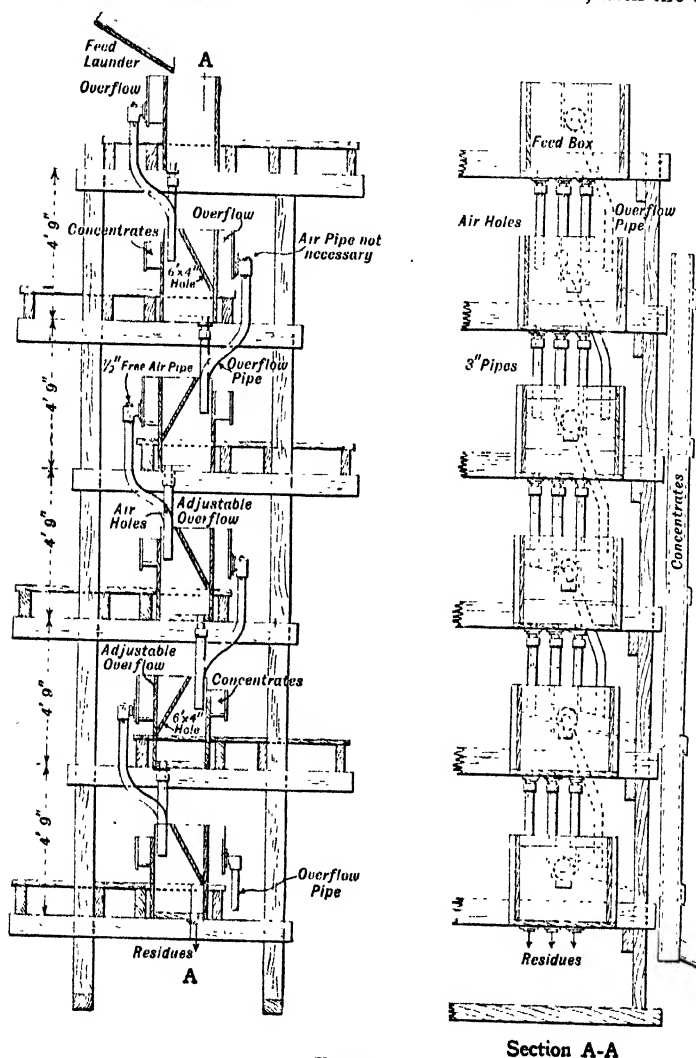 Feed
Launder
A
Overflow
Concentrates
Overflow
Air Pipe not
necessary
6"x4"
Hole
4' 9"
½" Free Air Pipe
Overflow
Pipe
4' 9"
Air
Holes
Adjustable
Overflow
4' 9"
Adjustable
Overflow
Concentrates
6"x4"
Hole
4' 9"
4' 9"
Overflow
Pipe
Residues
A
Feed Box
Air Holes
Overflow
Pipe
3" Pipes
Concentrates
Residues
Section A-A